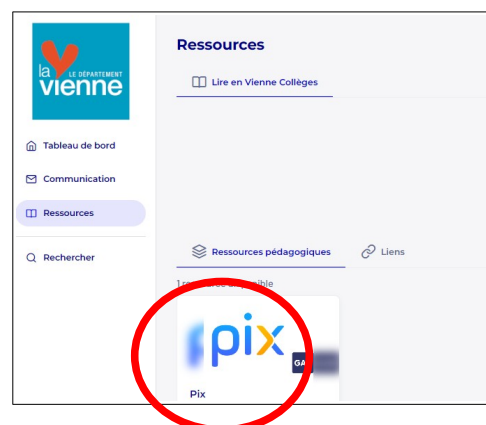 la
LE DÉPARTEMENT
vienne
Tableau de bord
Communication
Ressources
Rechercher
Ressources
Lire en Vienne Collèges
Ressources pédagogiques
Liens
disponible
pix
Pix